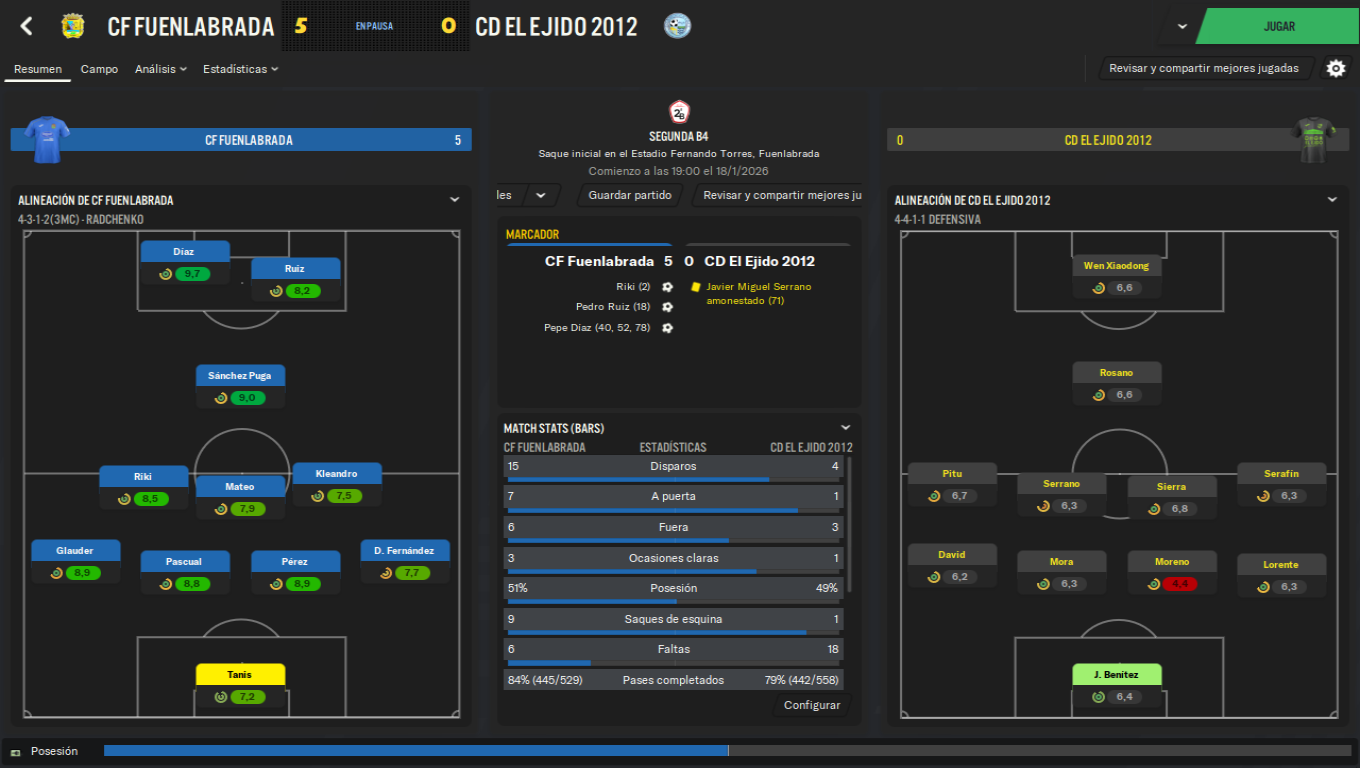 CF FUENLABRADA
5
EN PAUSA
0
CD EL EJIDO 2012
JUGAR
Resumen
Campo
Análisis
Estadísticas
Revisar y compartir mejores jugadas
CF FUENLABRADA
5
ALINEACIÓN DE CF FUENLABRADA
4-3-1-2(3MC) - RADCHENKO
Díaz
9,7
Ruiz
8,2
Sánchez Puga
9,0
Riki
8,5
Mateo
7,9
Kleandro
7,5
Glauder
8,9
Pascual
8,8
Pérez
8,9
D. Fernández
7,7
Tanis
7,2
2ªB
SEGUNDA B4
Saque inicial en el Estadio Fernando Torres, Fuenlabrada
Comienzo a las 19:00 el 18/1/2026
les
Guardar partido
Revisar y compartir mejores ju
MARCADOR
CF Fuenlabrada 5 0 CD El Ejido 2012
Riki (2)
Pedro Ruiz (18)
Pepe Díaz (40, 52, 78)
Javier Miguel Serrano
amonestado (71)
MATCH STATS (BARS)
CF FUENLABRADA ESTADÍSTICAS CD EL EJIDO 2012
15 Disparos 4
7 A puerta 1
6 Fuera 3
3 Ocasiones claras 1
51% Posesión 49%
9 Saques de esquina 1
6 Faltas 18
84% (445/529) Pases completados 79% (442/558)
Configurar
0
CD EL EJIDO 2012
ALINEACIÓN DE CD EL EJIDO 2012
4-4-1-1 DEFENSIVA
Wen Xiaodong
6,6
Rosano
6,6
Pitu
6,7
Serrano
6,3
Sierra
6,8
Serafín
6,3
David
6,2
Mora
6,3
Moreno
4,4
Lorente
6,3
J. Benítez
6,4
Posesión